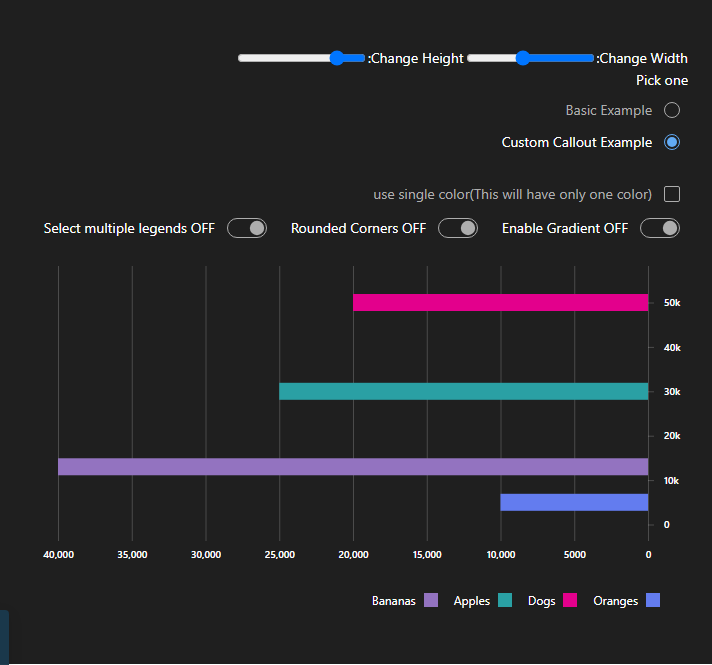 :Change Height :Change Width
Pick one
Basic Example
Custom Callout Example
use single color(This will have only one color)
Select multiple legends OFF Rounded Corners OFF Enable Gradient OFF
50k
40k
30k
20k
10k
0
40,000 35,000 30,000 25,000 20,000 15,000 10,000 5000 0
Bananas Apples Dogs Oranges